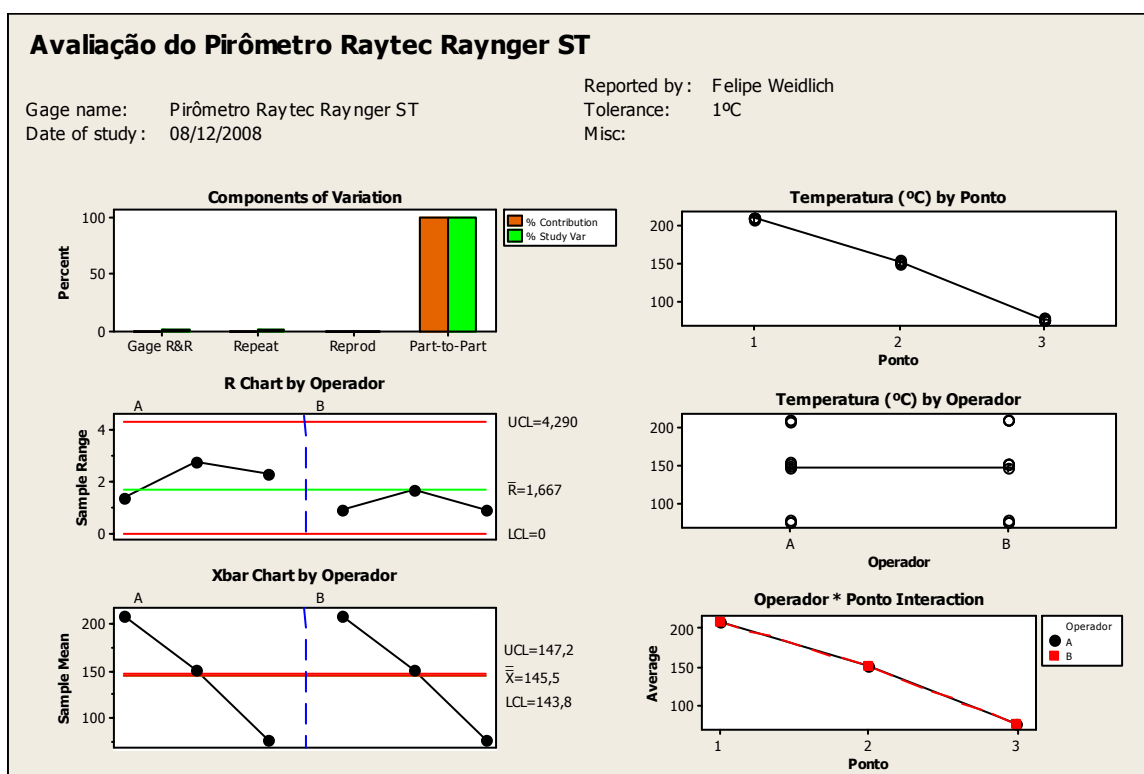 Avaliação do Pirômetro Raytec Raynger ST
Gage name: Pirômetro Raytec Raynger ST
Date of study: 08/12/2008
Reported by: Felipe Weidlich
Tolerance: 1ºC
Misc:
Components of Variation
Percent
100
50
0
Gage R&R Repeat Reprod Part-to-Part
% Contribution
% Study Var
R Chart by Operador
A B
Sample Range
4
2
0
UCL=4,290
R̅=1,667
LCL=0
Xbar Chart by Operador
A B
Sample Mean
200
150
100
UCL=147,2
X̿=145,5
LCL=143,8
Temperatura (ºC) by Ponto
200
150
100
1 2 3
Ponto
Temperatura (ºC) by Operador
200
150
100
A B
Operador
Operador * Ponto Interaction
Average
200
150
100
1 2 3
Ponto
Operador
A
B